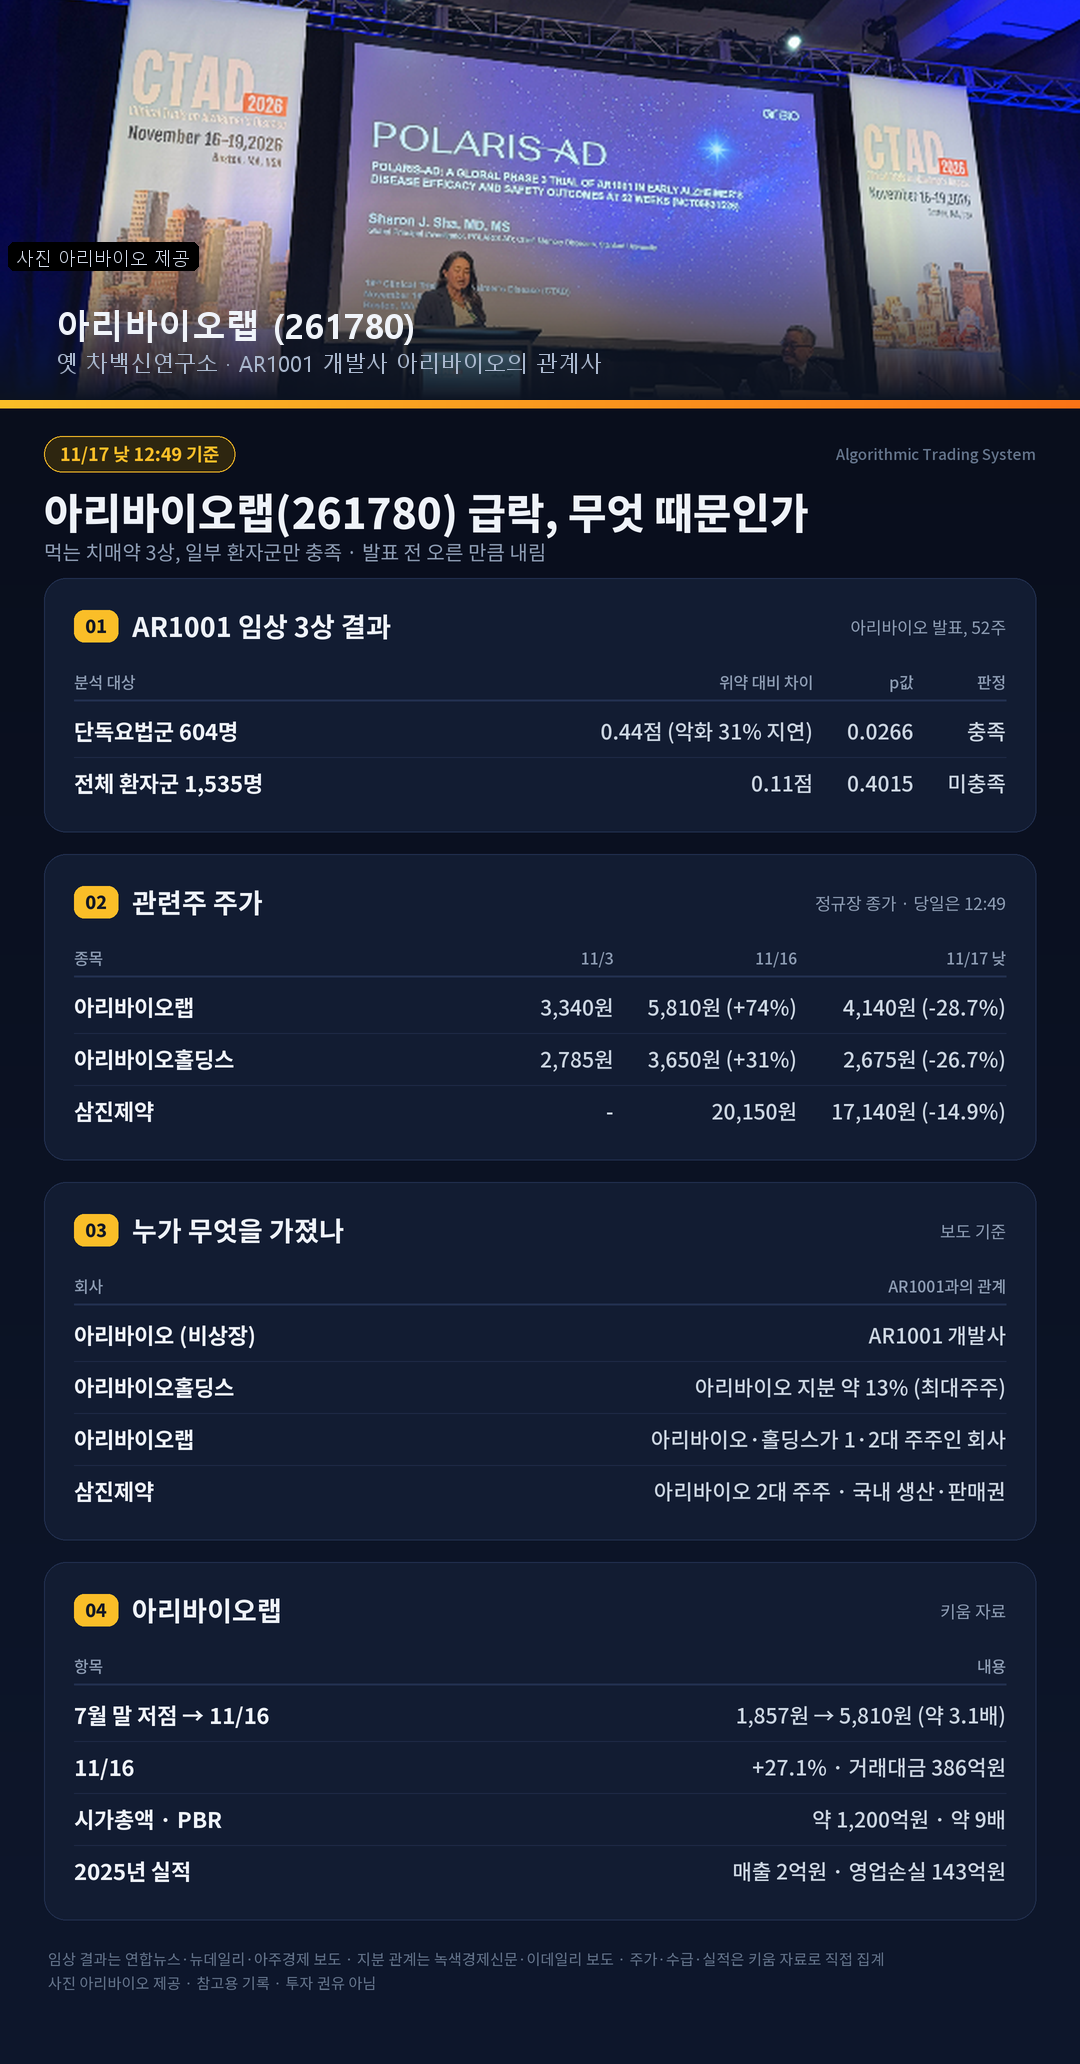 CTAD
2026
November 16-19, 2026
Boston, MA, USA
POLARIS-AD
POLARIS-AD: A GLOBAL PHASE 3 TRIAL OF AR1001 IN EARLY ALZHEIMER'S
DISEASE EFFICACY AND SAFETY OUTCOMES AT 52 WEEKS
Sharon J. Sha, MD, MS
CTAD
2026
November 16-19, 2026
사진 아리바이오 제공
아리바이오랩 (261780)
옛 차백신연구소 · AR1001 개발사 아리바이오의 관계사
11/17 낮 12:49 기준
Algorithmic Trading System
아리바이오랩(261780) 급락, 무엇 때문인가
먹는 치매약 3상, 일부 환자군만 충족 · 발표 전 오른 만큼 내림
01 AR1001 임상 3상 결과 아리바이오 발표, 52주
분석 대상 위약 대비 차이 p값 판정
단독요법군 604명 0.44점 (악화 31% 지연) 0.0266 충족
전체 환자군 1,535명 0.11점 0.4015 미충족
02 관련주 주가 정규장 종가 · 당일은 12:49
종목 11/3 11/16 11/17 낮
아리바이오랩 3,340원 5,810원 (+74%) 4,140원 (-28.7%)
아리바이오홀딩스 2,785원 3,650원 (+31%) 2,675원 (-26.7%)
삼진제약 - 20,150원 17,140원 (-14.9%)
03 누가 무엇을 가졌나 보도 기준
회사 AR1001과의 관계
아리바이오 (비상장) AR1001 개발사
아리바이오홀딩스 아리바이오 지분 약 13% (최대주주)
아리바이오랩 아리바이오·홀딩스가 1·2대 주주인 회사
삼진제약 아리바이오 2대 주주 · 국내 생산·판매권
04 아리바이오랩 키움 자료
항목 내용
7월 말 저점 → 11/16 1,857원 → 5,810원 (약 3.1배)
11/16 +27.1% · 거래대금 386억원
시가총액 · PBR 약 1,200억원 · 약 9배
2025년 실적 매출 2억원 · 영업손실 143억원
임상 결과는 연합뉴스·뉴데일리·아주경제 보도 · 지분 관계는 녹색경제신문·이데일리 보도 · 주가·수급·실적은 키움 자료로 직접 집계
사진 아리바이오 제공 · 참고용 기록 · 투자 권유 아님